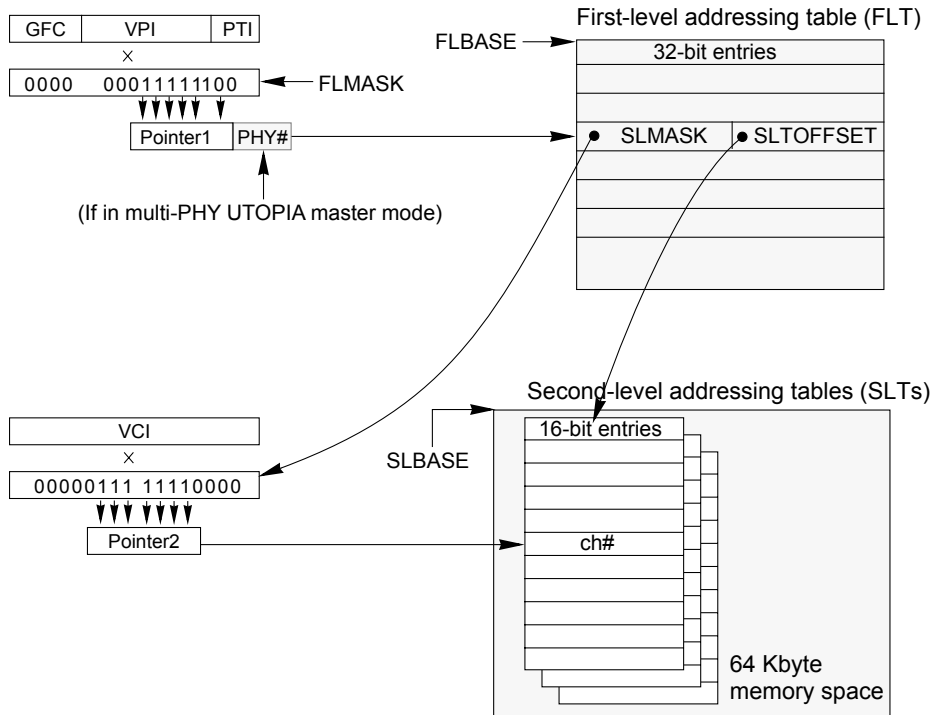 First-level addressing table (FLT)
GFC VPI PTI
FLBASE
32-bit entries
×
0000 00011111100
FLMASK
Pointer1 PHY#
SLMASK SLTOFFSET
(If in multi-PHY UTOPIA master mode)
Second-level addressing tables (SLTs)
VCI
16-bit entries
×
SLBASE
00000111 11110000
Pointer2
ch#
64 Kbyte
memory space